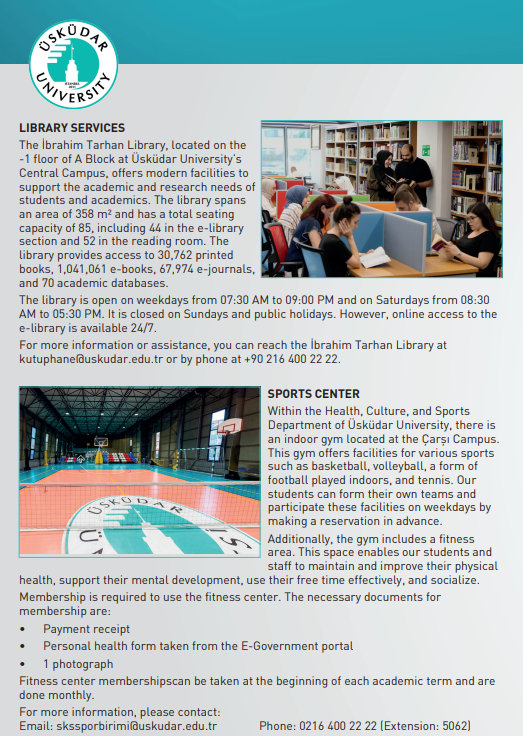 ÜSKÜDAR
UNIVERSITY
İSTANBUL
LIBRARY SERVICES
The İbrahim Tarhan Library, located on the
-1 floor of A Block at Üsküdar University's
Central Campus, offers modern facilities to
support the academic and research needs of
students and academics. The library spans
an area of 358 m² and has a total seating
capacity of 85, including 44 in the e-library
section and 52 in the reading room. The
library provides access to 30,762 printed
books, 1,041,061 e-books, 67,974 e-journals,
and 70 academic databases.
The library is open on weekdays from 07:30 AM to 09:00 PM and on Saturdays from 08:30
AM to 05:30 PM. It is closed on Sundays and public holidays. However, online access to the
e-library is available 24/7.
For more information or assistance, you can reach the İbrahim Tarhan Library at
kutuphane@uskudar.edu.tr or by phone at +90 216 400 22 22.
SPORTS CENTER
Within the Health, Culture, and Sports
Department of Üsküdar University, there is
an indoor gym located at the Çarşı Campus.
This gym offers facilities for various sports
such as basketball, volleyball, a form of
football played indoors, and tennis. Our
students can form their own teams and
participate these facilities on weekdays by
making a reservation in advance.
Additionally, the gym includes a fitness
area. This space enables our students and
staff to maintain and improve their physical
health, support their mental development, use their free time effectively, and socialize.
ÜSKÜDAR
Membership is required to use the fitness center. The necessary documents for
membership are:
• Payment receipt
• Personal health form taken from the E-Government portal
• 1 photograph
Fitness center membershipscan be taken at the beginning of each academic term and are
done monthly.
For more information, please contact:
Email: skssporbirimi@uskudar.edu.tr Phone: 0216 400 22 22 (Extension: 5062)